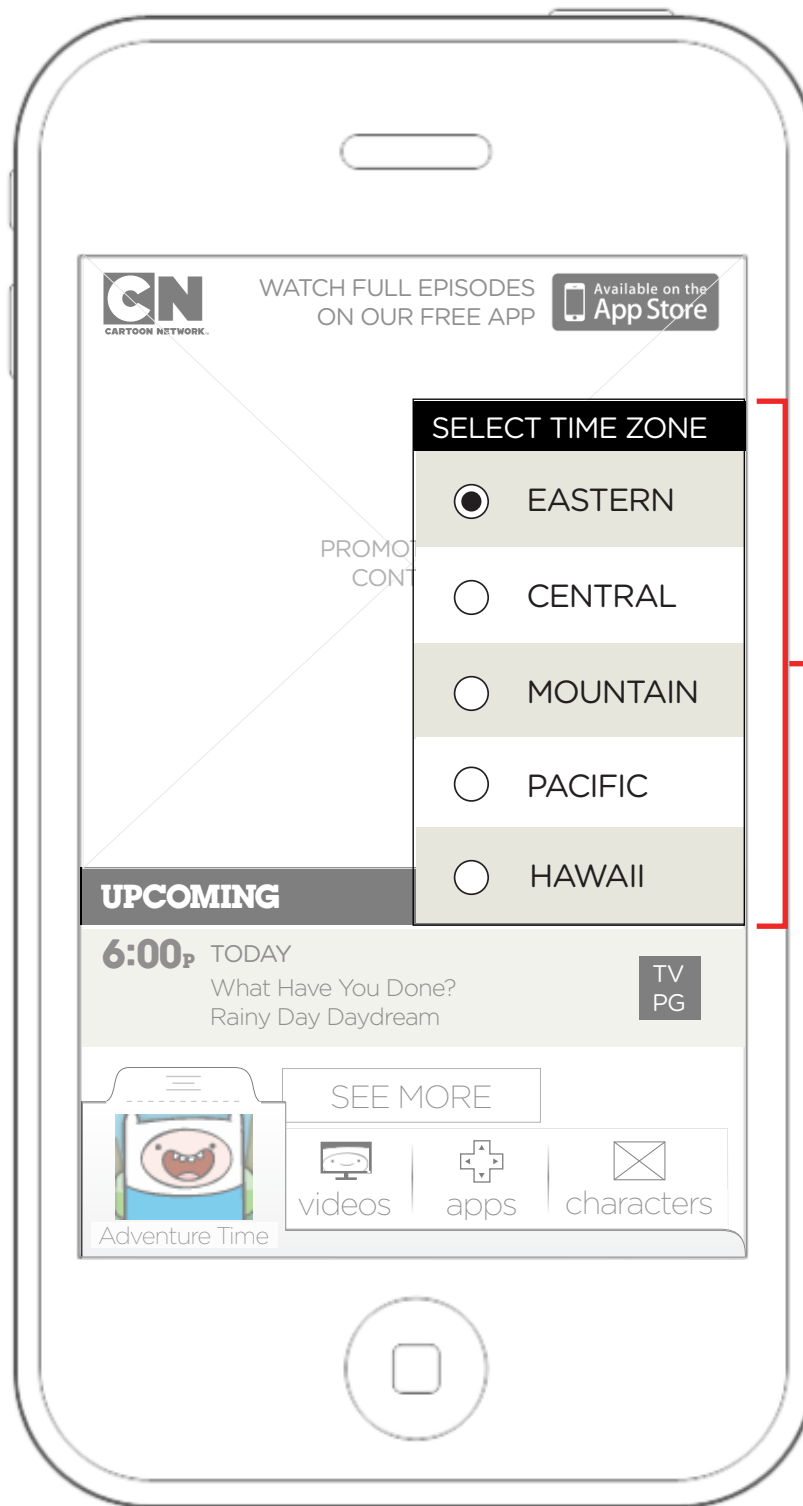 CN
CARTOON NETWORK™
WATCH FULL EPISODES
ON OUR FREE APP
Available on the
App Store
SELECT TIME ZONE
EASTERN
CENTRAL
MOUNTAIN
PACIFIC
HAWAII
PROMOT
CONT
UPCOMING
6:00P TODAY
What Have You Done?
Rainy Day Daydream
TV
PG
SEE MORE
videos apps characters
Adventure Time